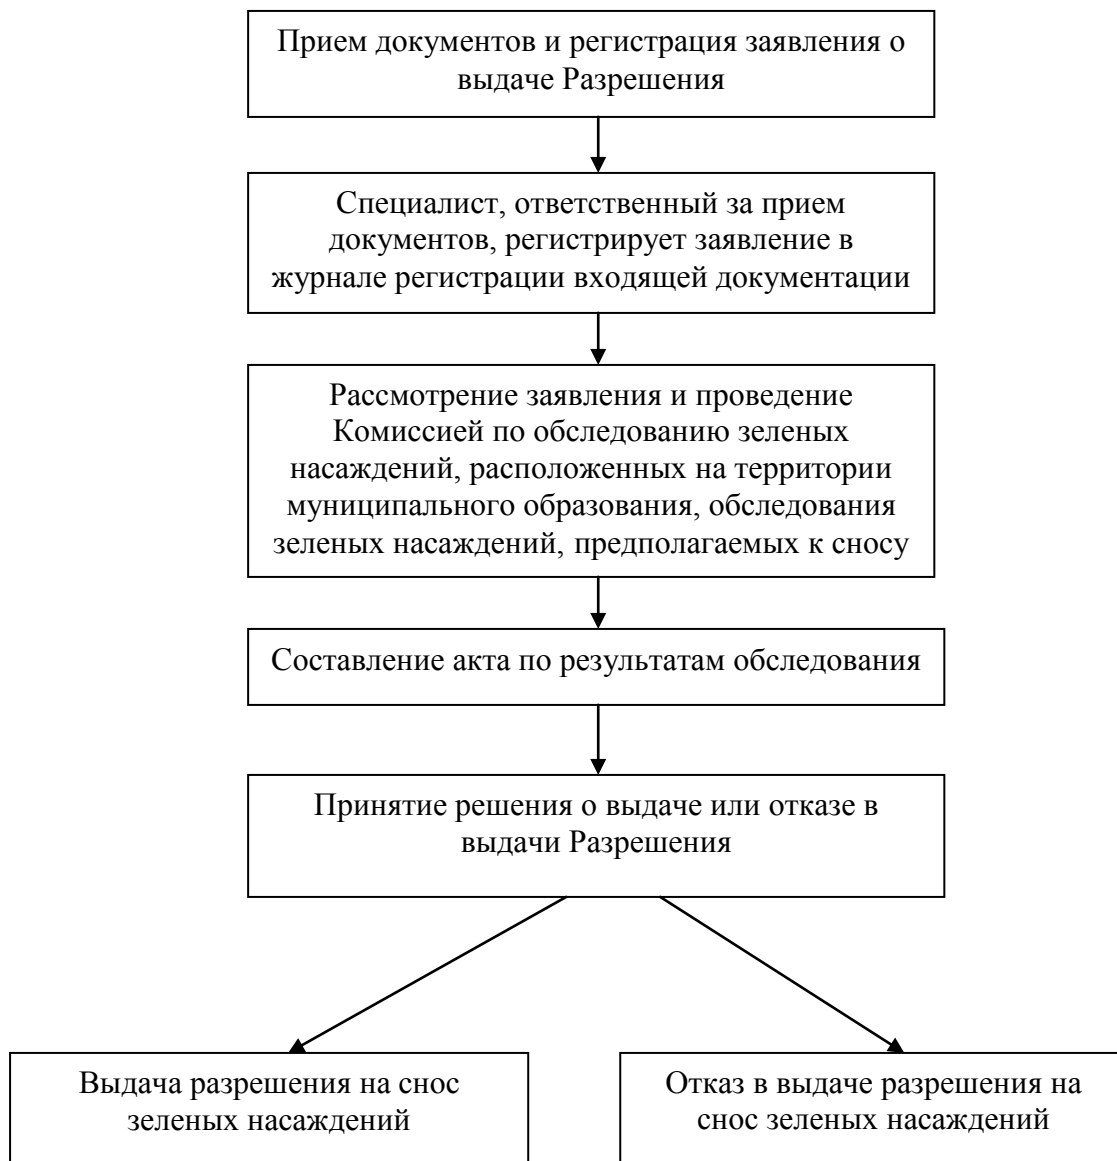 Прием документов и регистрация заявления о
выдаче Разрешения
Специалист, ответственный за прием
документов, регистрирует заявление в
журнале регистрации входящей документации
Рассмотрение заявления и проведение
Комиссией по обследованию зеленых
насаждений, расположенных на территории
муниципального образования, обследования
зеленых насаждений, предполагаемых к сносу
Составление акта по результатам обследования
Принятие решения о выдаче или отказе в
выдачи Разрешения
Выдача разрешения на снос
зеленых насаждений
Отказ в выдаче разрешения на
снос зеленых насаждений